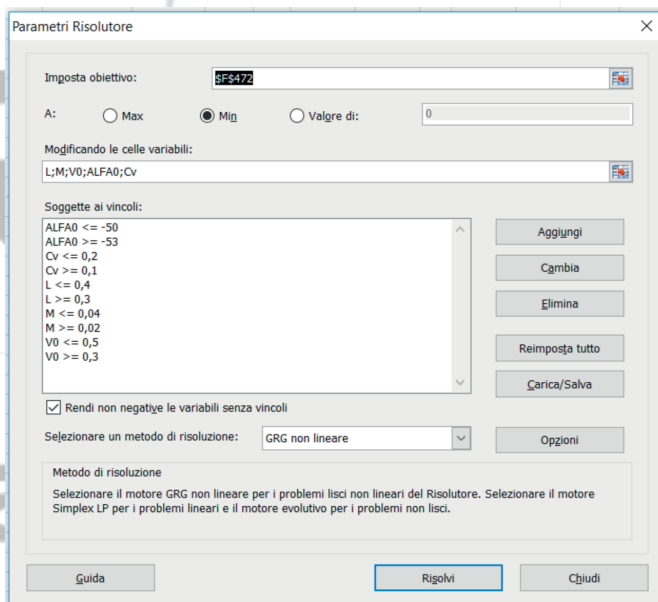 Parametri Risolutore
Imposta obiettivo: $F$472
A: Max Min Valore di: 0
Modificando le celle variabili:
L;M;V0;ALFA0;Cv
Soggette ai vincoli:
ALFA0 <= -50
ALFA0 >= -53
Cv <= 0,2
Cv >= 0,1
L <= 0,4
L >= 0,3
M <= 0,04
M >= 0,02
V0 <= 0,5
V0 >= 0,3
Aggiungi
Cambia
Elimina
Reimposta tutto
Carica/Salva
Rendi non negative le variabili senza vincoli
Selezionare un metodo di risoluzione: GRG non lineare
Opzioni
Metodo di risoluzione
Selezionare il motore GRG non lineare per i problemi lisci non lineari del Risolutore. Selezionare il motore
Simplex LP per i problemi lineari e il motore evolutivo per i problemi non lisci.
Guida
Risolvi
Chiudi